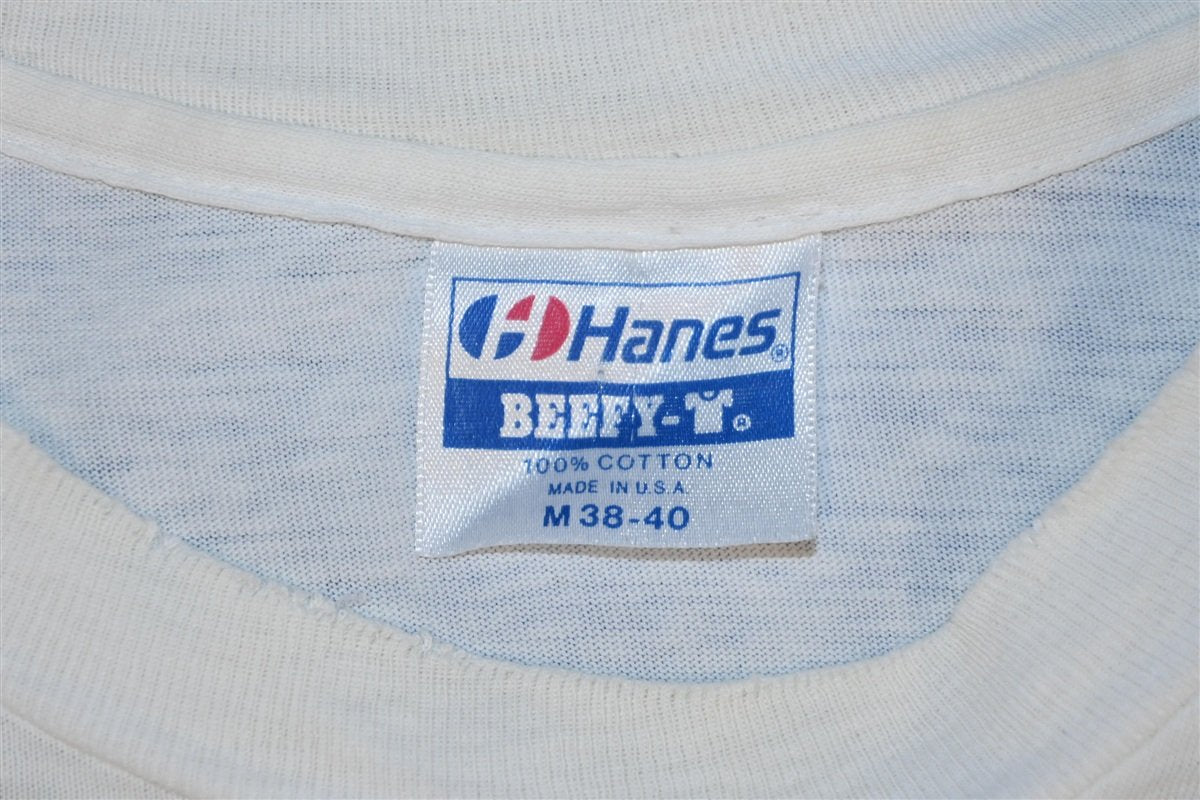 Hanes®
BEEFY-T®
100% COTTON
MADE IN U.S.A.
M 38-40